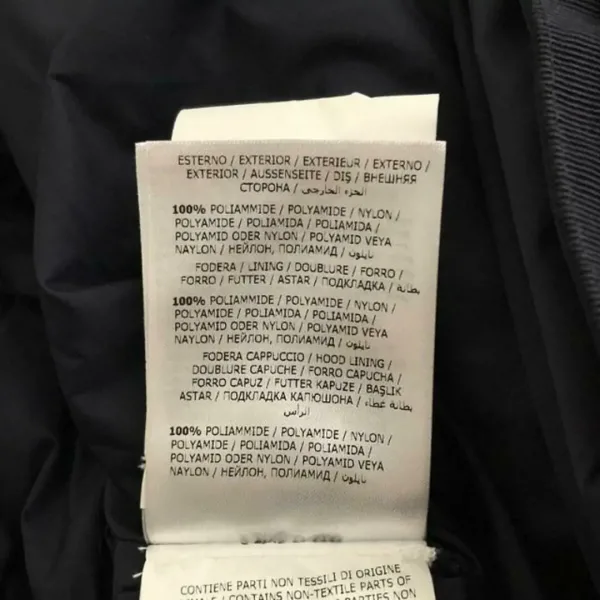 ESTERNO / EXTERIOR / EXTERIEUR / EXTERNO /
EXTERIOR / AUSSENSEITE / DIŞ / ВНЕШНЯЯ
СТОРОНА / الجزء الخارجي
100% POLIAMMIDE / POLYAMIDE / NYLON /
POLYAMIDE / POLIAMIDA / POLIAMIDA /
POLYAMID ODER NYLON / POLYAMID VEYA
NAYLON / НЕЙЛОН, ПОЛИАМИД / نايلون
FODERA / LINING / DOUBLURE / FORRO /
FORRO / FUTTER / ASTAR / ПОДКЛАДКА / بطانة
100% POLIAMMIDE / POLYAMIDE / NYLON /
POLYAMIDE / POLIAMIDA / POLIAMIDA /
POLYAMID ODER NYLON / POLYAMID VEYA
NAYLON / НЕЙЛОН, ПОЛИАМИД / نايلون
FODERA CAPPUCCIO / HOOD LINING /
DOUBLURE CAPUCHE / FORRO CAPUCHA /
FORRO CAPUZ / FUTTER KAPUZE / BAŞLIK
ASTAR / ПОДКЛАДКА КАПЮШОНА / بطانة غطاء
الرأس
100% POLIAMMIDE / POLYAMIDE / NYLON /
POLYAMIDE / POLIAMIDA / POLIAMIDA /
POLYAMID ODER NYLON / POLYAMID VEYA
NAYLON / НЕЙЛОН, ПОЛИАМИД / نايلون
CONTIENE PARTI NON TESSILI DI ORIGINE
/ CONTAINS NON-TEXTILE PARTS OF
PARTIES NON